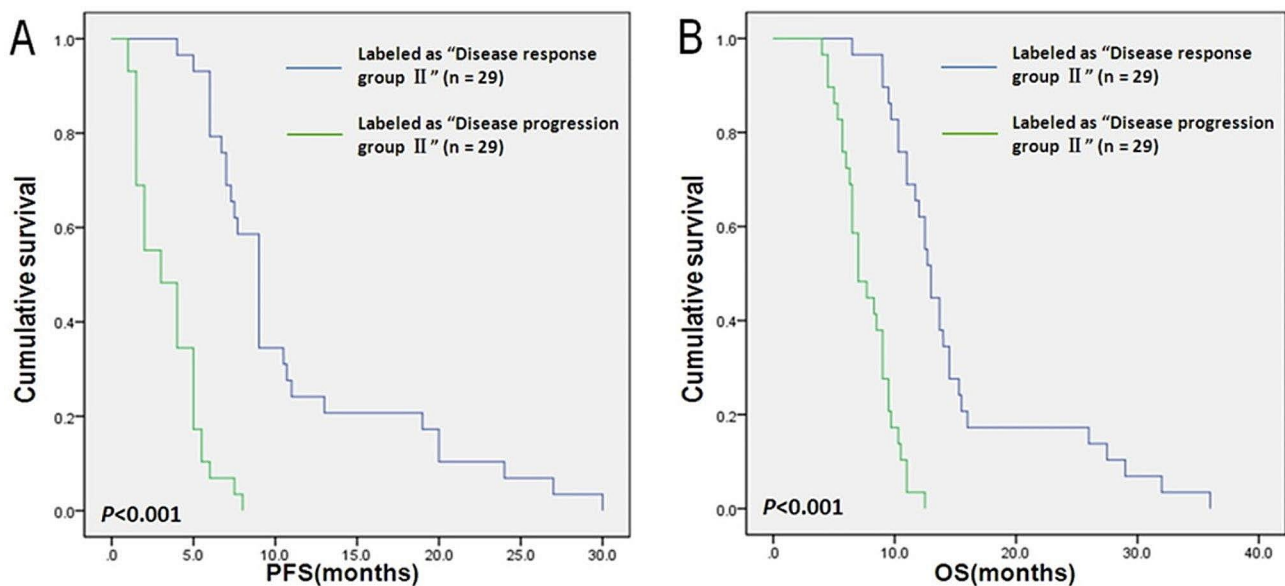 A
1.0
0.8
0.6
0.4
0.2
0.0
Cumulative survival
Labeled as “Disease response
group Ⅱ” (n = 29)
Labeled as “Disease progression
group Ⅱ” (n = 29)
P<0.001
.0 5.0 10.0 15.0 20.0 25.0 30.0
PFS(months)
B
1.0
0.8
0.6
0.4
0.2
0.0
Cumulative survival
Labeled as “Disease response
group Ⅱ” (n = 29)
Labeled as “Disease progression
group Ⅱ” (n = 29)
P<0.001
.0 10.0 20.0 30.0 40.0
OS(months)